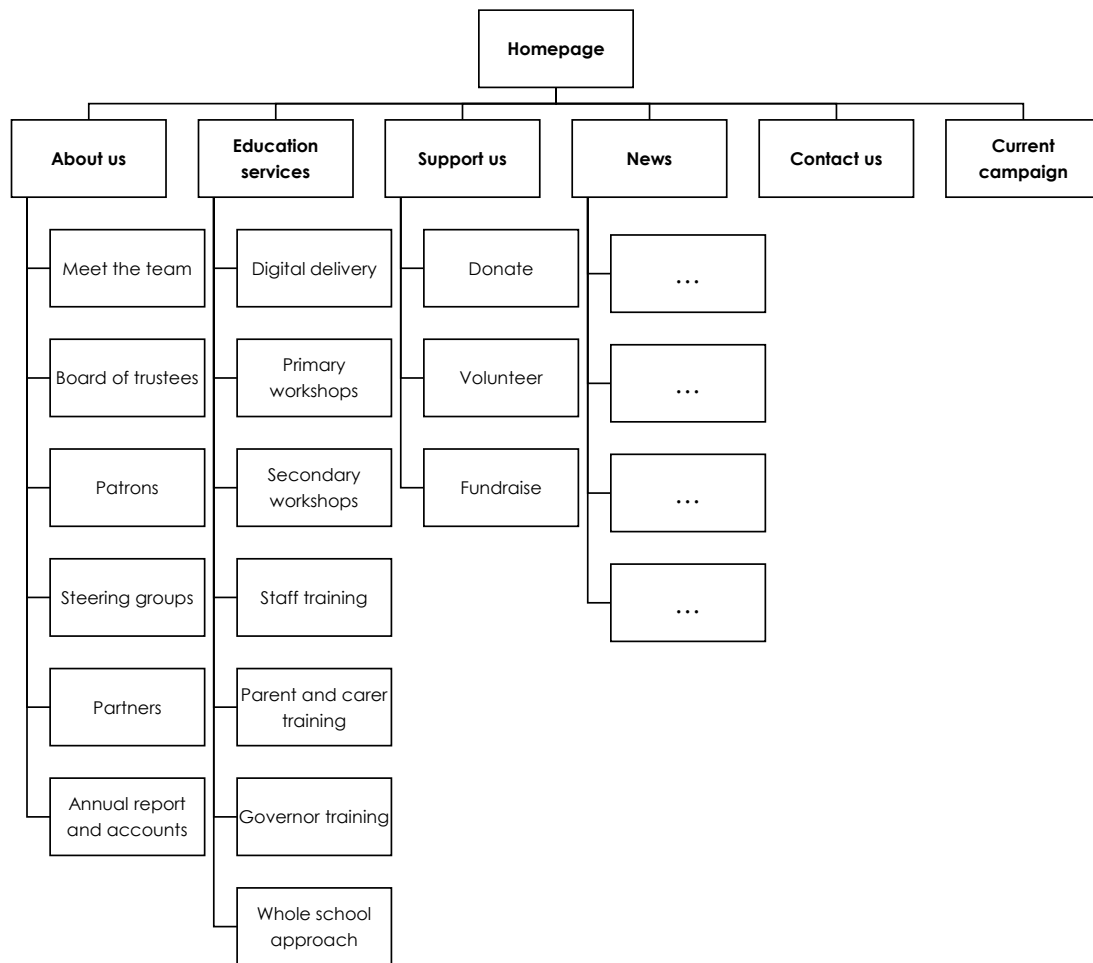 Homepage
About us
Education
services
Support us
News
Contact us
Current
campaign
Meet the team
Board of trustees
Patrons
Steering groups
Partners
Annual report
and accounts
Digital delivery
Primary
workshops
Secondary
workshops
Staff training
Parent and carer
training
Governor training
Whole school
approach
Donate
Volunteer
Fundraise
...
...
...
...